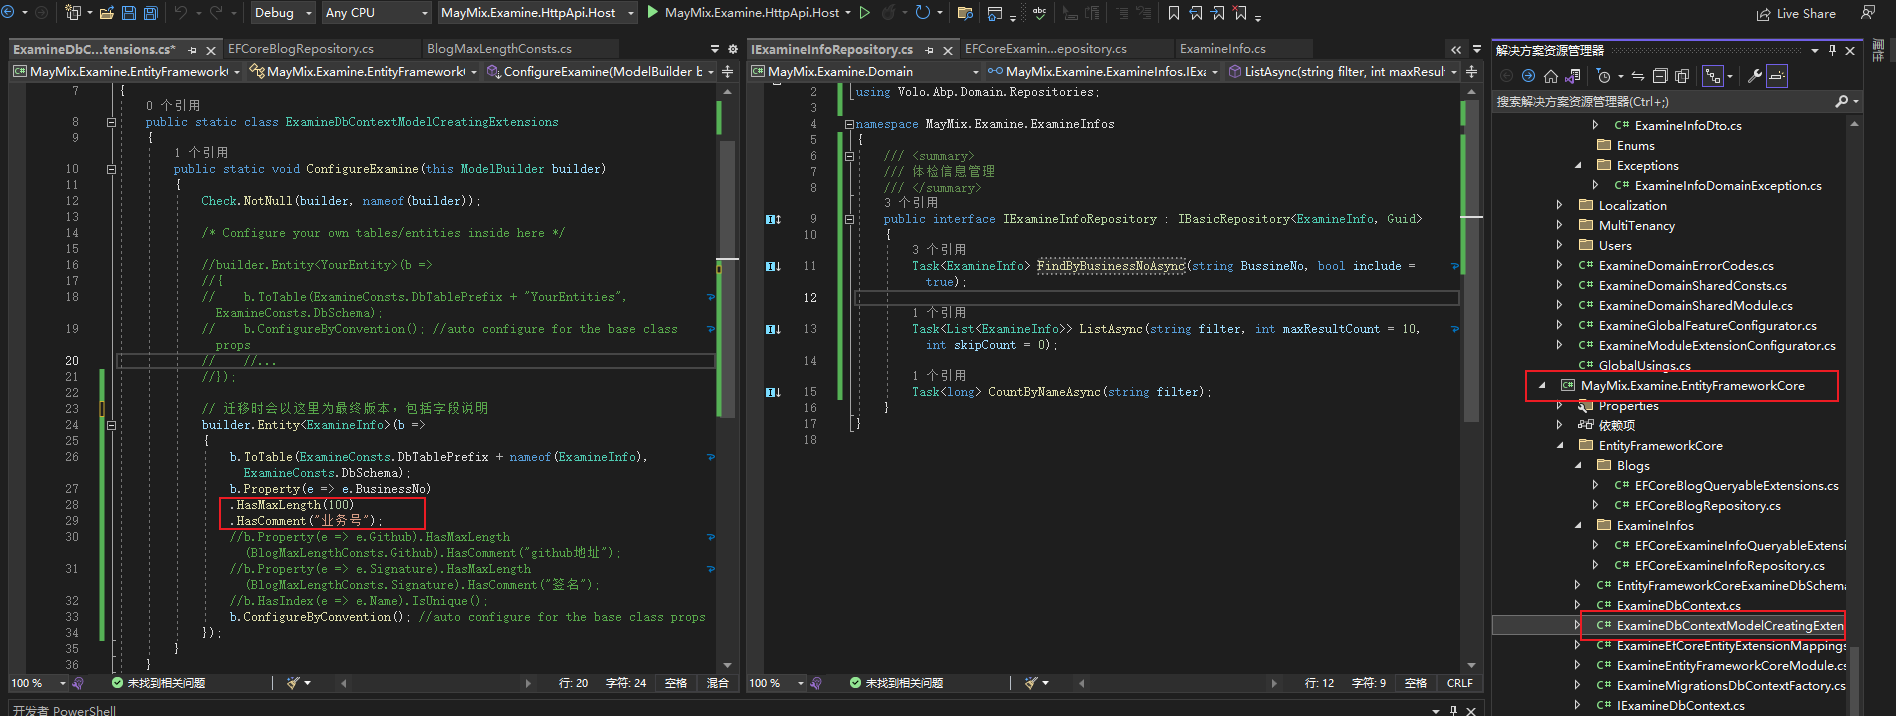 Debug
Any CPU
MayMix.Examine.HttpApi.Host
MayMix.Examine.HttpApi.Host
Live Share
ExamineDbC...tensions.cs*
EFCoreBlogRepository.cs
BlogMaxLengthConsts.cs
MayMix.Examine.EntityFramework
MayMix.Examine.EntityFramework
ConfigureExamine(ModelBuilder b
7 {
0 个引用
8 public static class ExamineDbContextModelCreatingExtensions
9 {
1 个引用
10 public static void ConfigureExamine(this ModelBuilder builder)
11 {
12 Check.NotNull(builder, nameof(builder));
13
14 /* Configure your own tables/entities inside here */
15
16 //builder.Entity<YourEntity>(b =>
17 //{
18 // b.ToTable(ExamineConsts.DbTablePrefix + "YourEntities",
ExamineConsts.DbSchema);
19 // b.ConfigureByConvention(); //auto configure for the base class
props
20 // //...
21 //});
22
23 // 迁移时会以这里为最终版本，包括字段说明
24 builder.Entity<ExamineInfo>(b =>
25 {
26 b.ToTable(ExamineConsts.DbTablePrefix + nameof(ExamineInfo),
ExamineConsts.DbSchema);
27 b.Property(e => e.BusinessNo)
28 .HasMaxLength(100)
29 .HasComment("业务号");
30 //b.Property(e => e.Github).HasMaxLength
(BlogMaxLengthConsts.Github).HasComment("github地址");
31 //b.Property(e => e.Signature).HasMaxLength
(BlogMaxLengthConsts.Signature).HasComment("签名");
32 //b.HasIndex(e => e.Name).IsUnique();
33 b.ConfigureByConvention(); //auto configure for the base class props
34 });
35 }
36 }
100 %
未找到相关问题
行: 20
字符: 24
空格
混合
开发者 PowerShell
IExamineInfoRepository.cs
EFCoreExamin...epository.cs
ExamineInfo.cs
MayMix.Examine.Domain
MayMix.Examine.ExamineInfos.IExa
ListAsync(string filter, int maxResul
2 using Volo.Abp.Domain.Repositories;
3
4 namespace MayMix.Examine.ExamineInfos
5 {
6 /// <summary>
7 /// 体检信息管理
8 /// </summary>
3 个引用
9 public interface IExamineInfoRepository : IBasicRepository<ExamineInfo, Guid>
10 {
3 个引用
11 Task<ExamineInfo> FindByBusinessNoAsync(string BussineNo, bool include =
true);
12
1 个引用
13 Task<List<ExamineInfo>> ListAsync(string filter, int maxResultCount = 10,
int skipCount = 0);
14
1 个引用
15 Task<long> CountByNameAsync(string filter);
16 }
17 }
18
100 %
未找到相关问题
行: 12
字符: 9
空格
CRLF
解决方案资源管理器
搜索解决方案资源管理器(Ctrl+;)
C# ExamineInfoDto.cs
Enums
Exceptions
C# ExamineInfoDomainException.cs
Localization
MultiTenancy
Users
C# ExamineDomainErrorCodes.cs
C# ExamineDomainSharedConsts.cs
C# ExamineDomainSharedModule.cs
C# ExamineGlobalFeatureConfigurator.cs
C# ExamineModuleExtensionConfigurator.cs
C# GlobalUsings.cs
MayMix.Examine.EntityFrameworkCore
Properties
依赖项
EntityFrameworkCore
Blogs
C# EFCoreBlogQueryableExtensions.cs
C# EFCoreBlogRepository.cs
ExamineInfos
C# EFCoreExamineInfoQueryableExtensi
C# EFCoreExamineInfoRepository.cs
C# EntityFrameworkCoreExamineDbSchema
C# ExamineDbContext.cs
C# ExamineDbContextModelCreatingExten
C# ExamineEfCoreEntityExtensionMappings
C# ExamineEntityFrameworkCoreModule.cs
C# ExamineMigrationsDbContextFactory.cs
C# IExamineDbContext.cs
属性